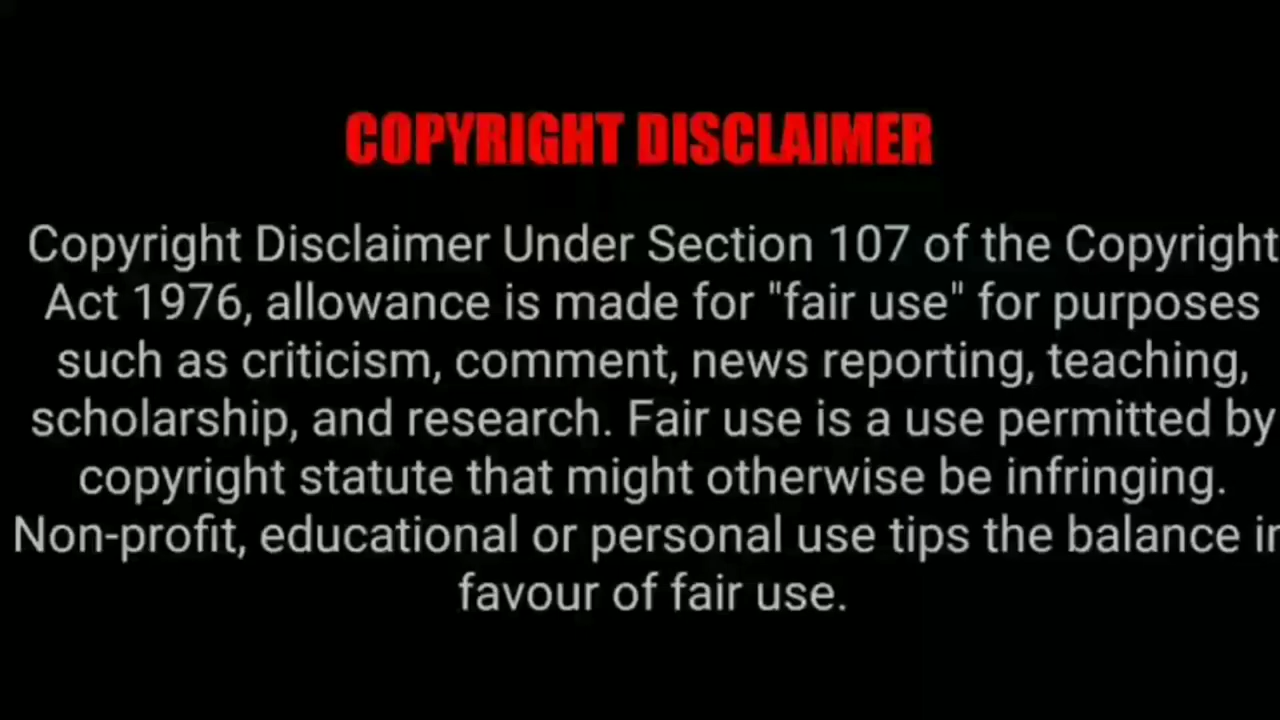 COPYRIGHT DISCLAIMER
Copyright Disclaimer Under Section 107 of the Copyright
Act 1976, allowance is made for "fair use" for purposes
such as criticism, comment, news reporting, teaching,
scholarship, and research. Fair use is a use permitted by
copyright statute that might otherwise be infringing.
Non-profit, educational or personal use tips the balance in
favour of fair use.